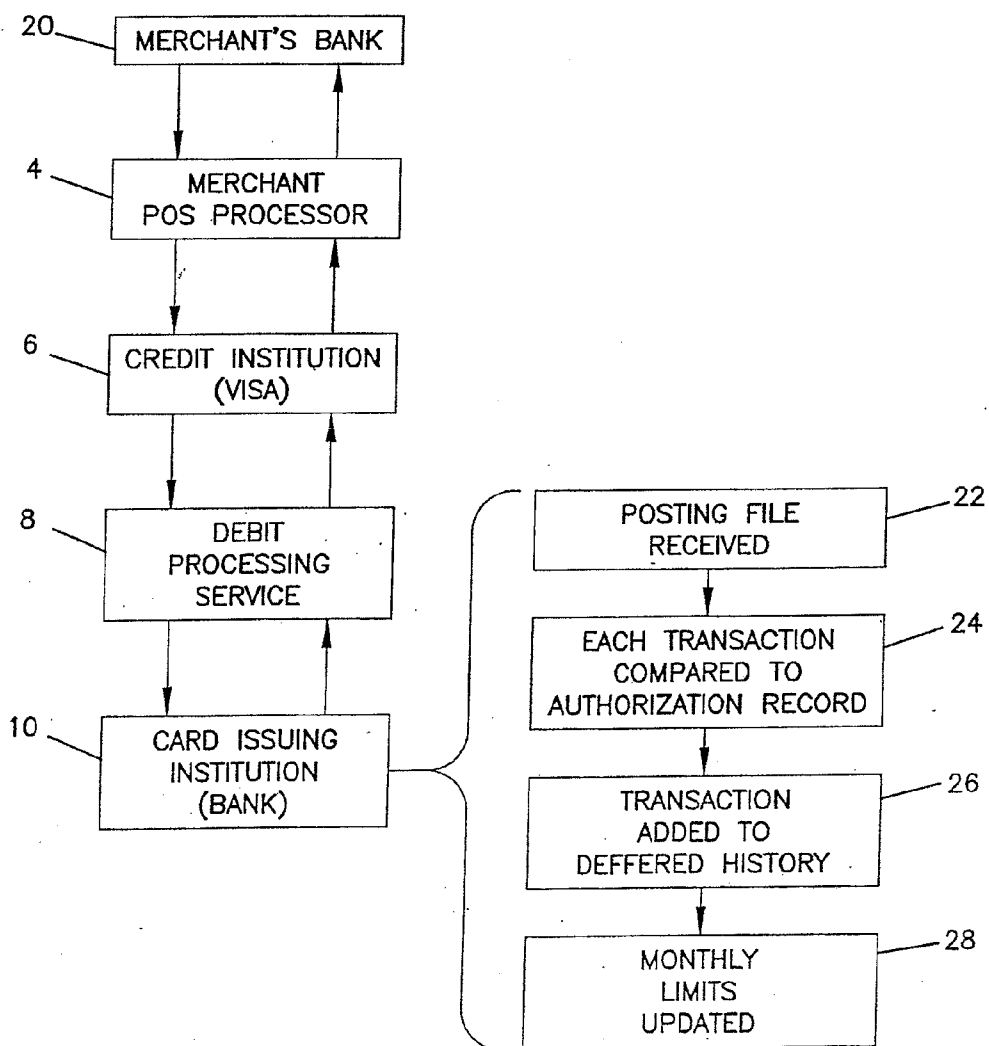 20
MERCHANT'S BANK
4
MERCHANT
POS PROCESSOR
6
CREDIT INSTITUTION
(VISA)
8
DEBIT
PROCESSING
SERVICE
10
CARD ISSUING
INSTITUTION
(BANK)
22
POSTING FILE
RECEIVED
24
EACH TRANSACTION
COMPARED TO
AUTHORIZATION RECORD
26
TRANSACTION
ADDED TO
DEFFERED HISTORY
28
MONTHLY
LIMITS
UPDATED